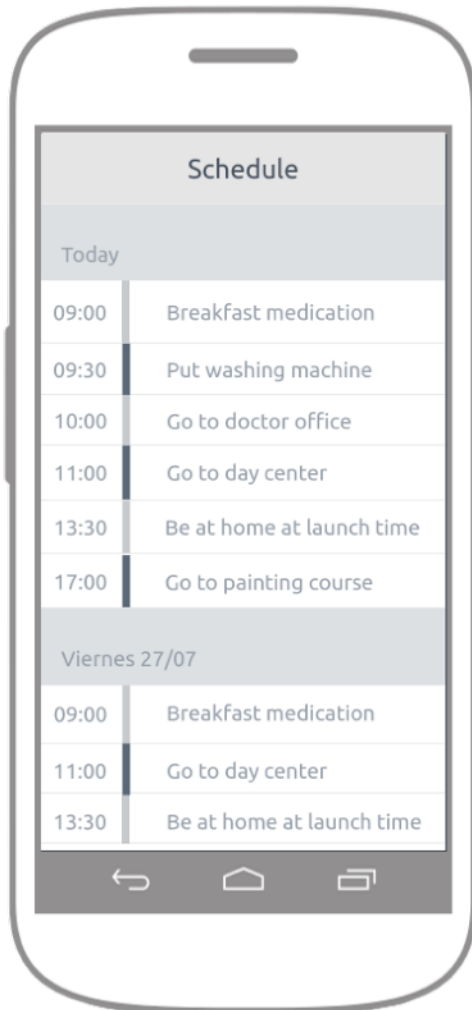 Schedule
Today
09:00 Breakfast medication
09:30 Put washing machine
10:00 Go to doctor office
11:00 Go to day center
13:30 Be at home at launch time
17:00 Go to painting course
Viernes 27/07
09:00 Breakfast medication
11:00 Go to day center
13:30 Be at home at launch time